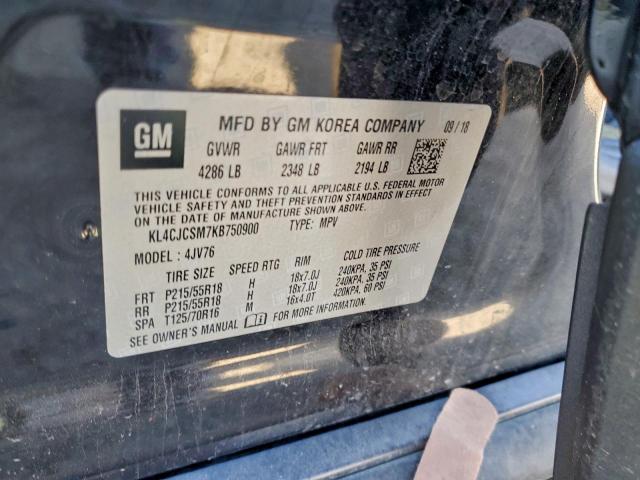 GM MFD BY GM KOREA COMPANY 09/18
GVWR GAWR FRT GAWR RR
4286 LB 2348 LB 2194 LB
THIS VEHICLE CONFORMS TO ALL APPLICABLE U.S. FEDERAL MOTOR
VEHICLE SAFETY AND THEFT PREVENTION STANDARDS IN EFFECT
ON THE DATE OF MANUFACTURE SHOWN ABOVE.
KL4CJCSM7KB750900 TYPE: MPV
MODEL: 4JV76
TIRE SIZE SPEED RTG RIM COLD TIRE PRESSURE
FRT P215/55R18 H 18x7.0J 240KPA, 35 PSI
RR P215/55R18 H 18x7.0J 240KPA, 35 PSI
SPA T125/70R16 M 16x4.0T 420KPA, 60 PSI
SEE OWNER'S MANUAL FOR MORE INFORMATION.